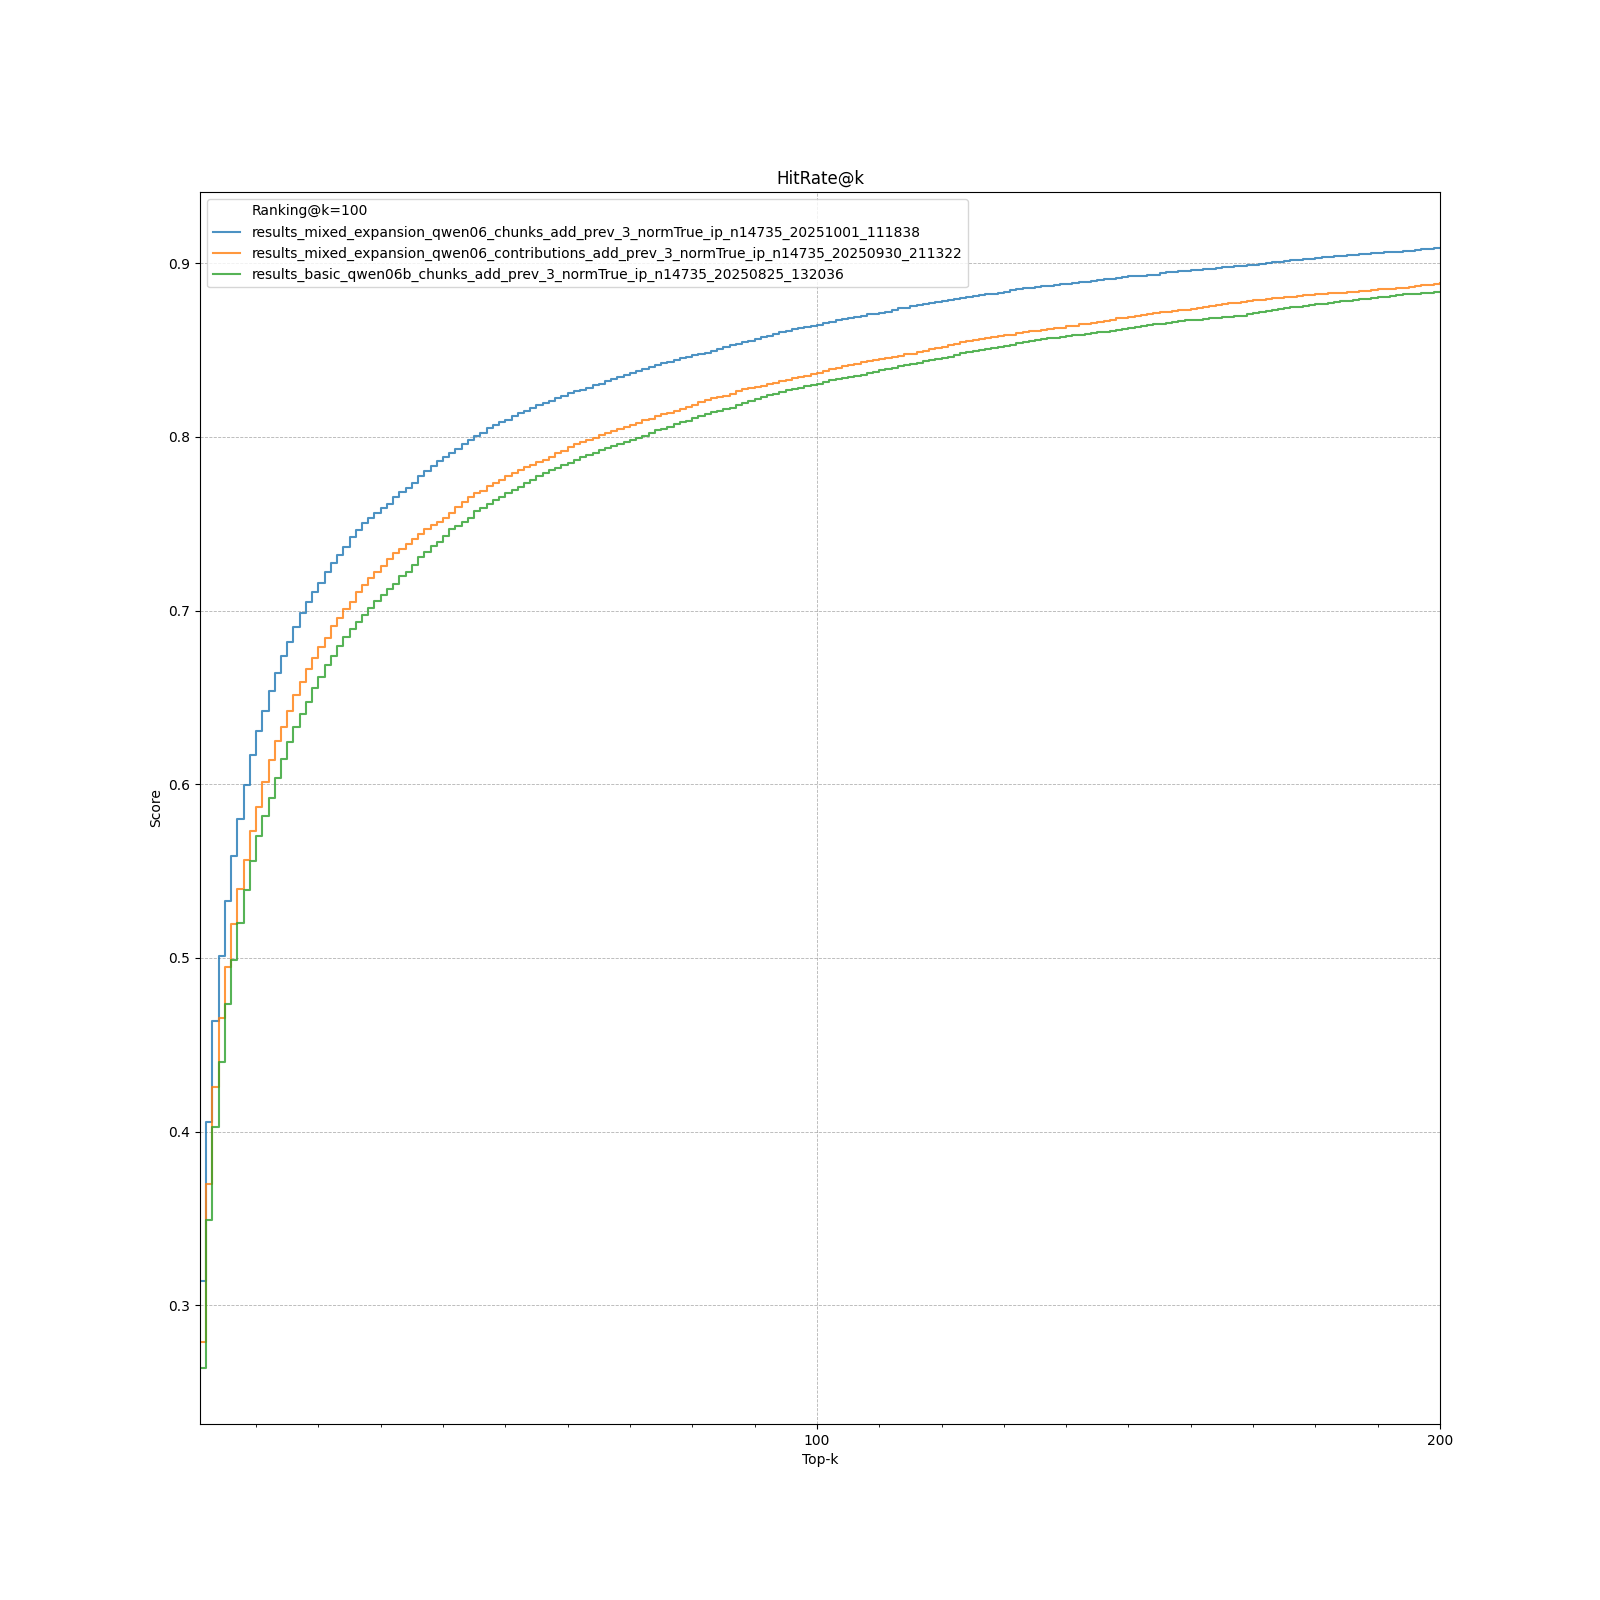 HitRate@k
Ranking@k=100
results_mixed_expansion_qwen06_chunks_add_prev_3_normTrue_ip_n14735_20251001_111838
results_mixed_expansion_qwen06_contributions_add_prev_3_normTrue_ip_n14735_20250930_211322
results_basic_qwen06b_chunks_add_prev_3_normTrue_ip_n14735_20250825_132036
0.9
0.8
0.7
0.6
Score
0.5
0.4
0.3
100
200
Top-k